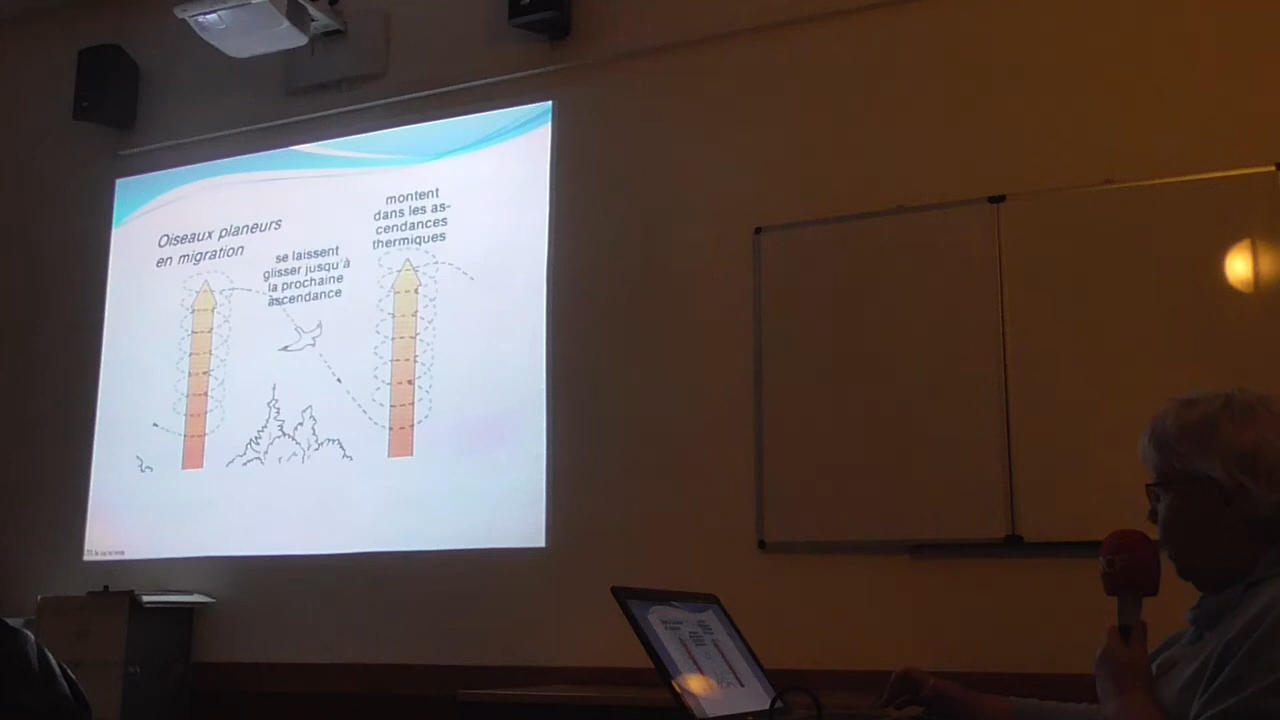 Oiseaux planeurs
en migration
se laissent
glisser jusqu'à
la prochaine
ascendance
montent
dans les as-
cendances
thermiques